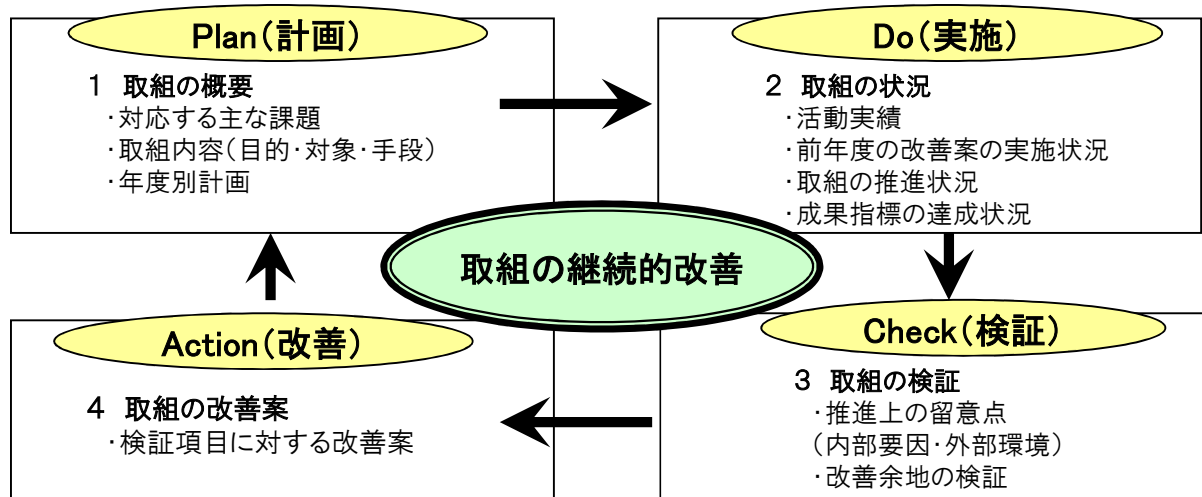 Plan(計画)
1 取組の概要
・対応する主な課題
・取組内容(目的・対象・手段)
・年度別計画
Do(実施)
2 取組の状況
・活動実績
・前年度の改善案の実施状況
・取組の推進状況
・成果指標の達成状況
取組の継続的改善
Action(改善)
4 取組の改善案
・検証項目に対する改善案
Check(検証)
3 取組の検証
・推進上の留意点
(内部要因・外部環境)
・改善余地の検証